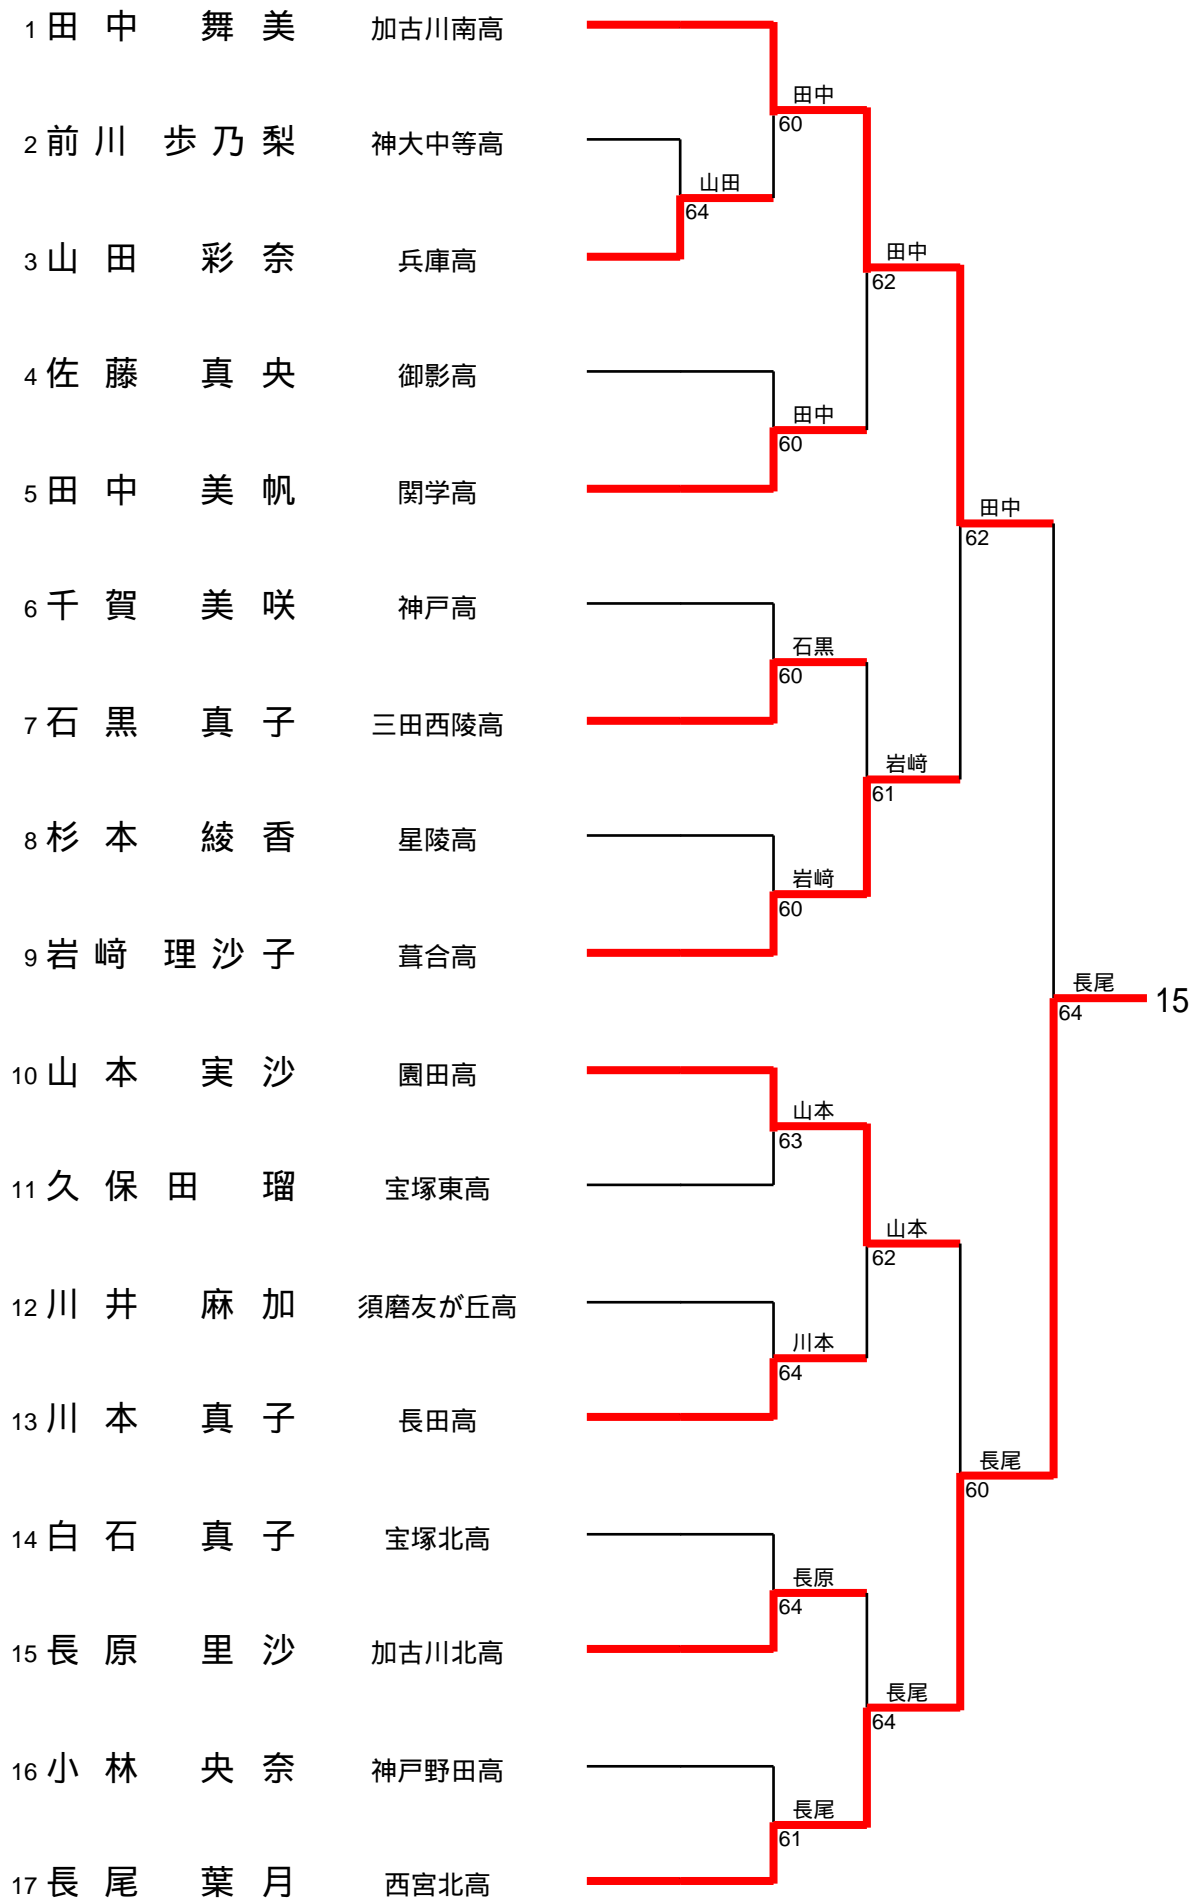 1 田中 舞美 加古川南高
田中
60
2 前川 歩乃梨 神大中等高
山田
64
3 山田 彩奈 兵庫高
田中
62
4 佐藤 真央 御影高
田中
60
5 田中 美帆 関学高
田中
62
6 千賀 美咲 神戸高
石黒
60
7 石黒 真子 三田西陵高
岩﨑
61
8 杉本 綾香 星陵高
岩﨑
60
9 岩﨑 理沙子 葺合高
長尾
64
15
10 山本 実沙 園田高
山本
63
11 久保田 瑠 宝塚東高
山本
62
12 川井 麻加 須磨友が丘高
川本
64
13 川本 真子 長田高
長尾
60
14 白石 真子 宝塚北高
長原
64
15 長原 里沙 加古川北高
長尾
64
16 小林 央奈 神戸野田高
長尾
61
17 長尾 葉月 西宮北高